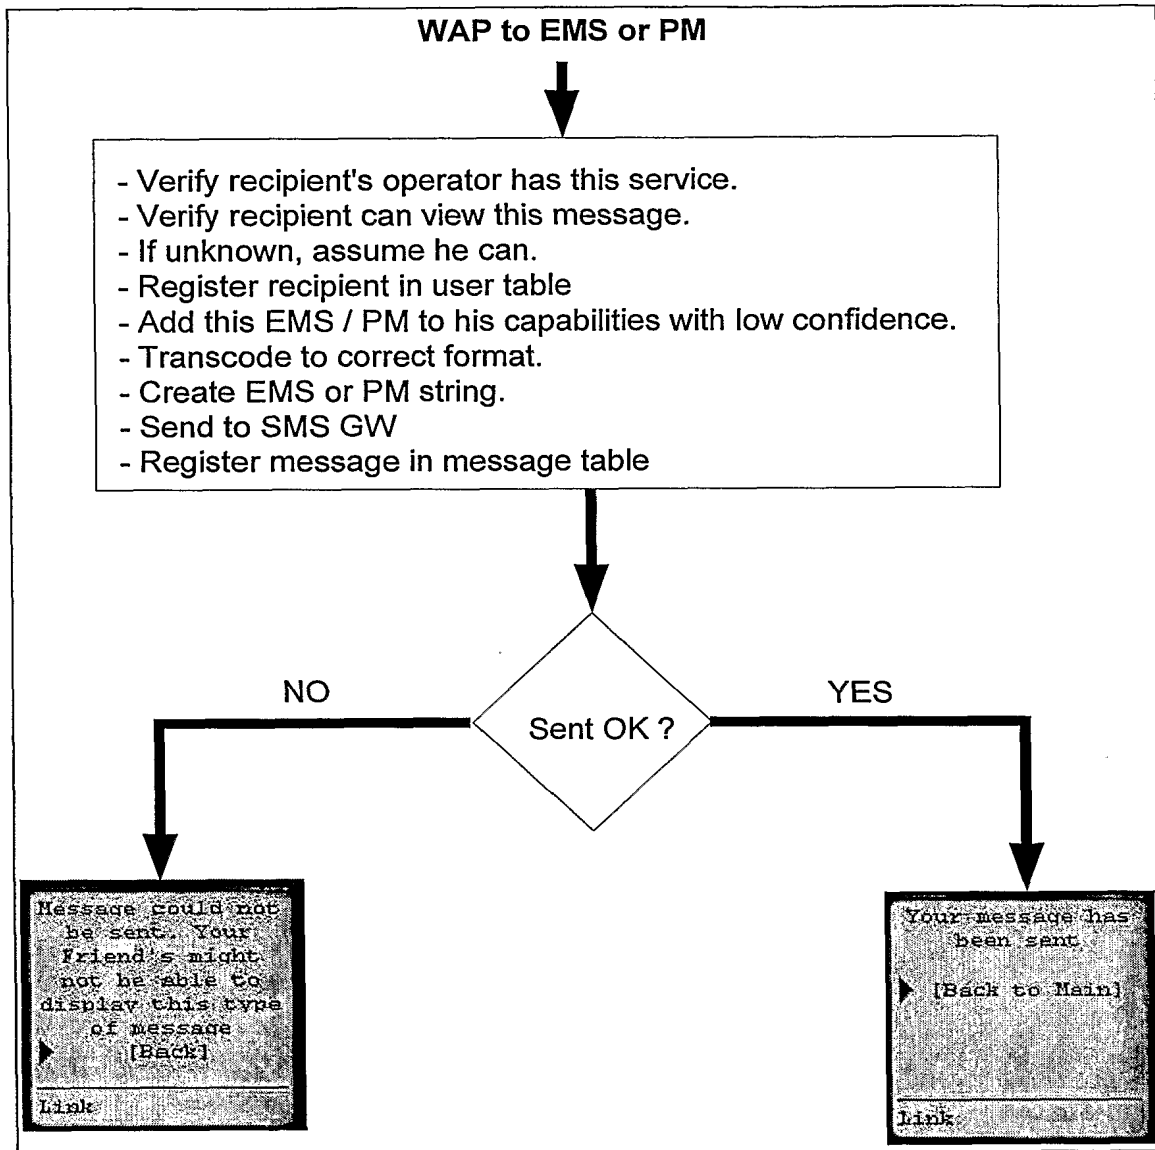 WAP to EMS or PM
- Verify recipient's operator has this service.
- Verify recipient can view this message.
- If unknown, assume he can.
- Register recipient in user table
- Add this EMS / PM to his capabilities with low confidence.
- Transcode to correct format.
- Create EMS or PM string.
- Send to SMS GW
- Register message in message table
NO
Sent OK ?
YES
Message could not
be sent. Your
Friend's might
not be able to
display this type
of message
[Back]
Link
Your message has
been sent
[Back to Main]
Link